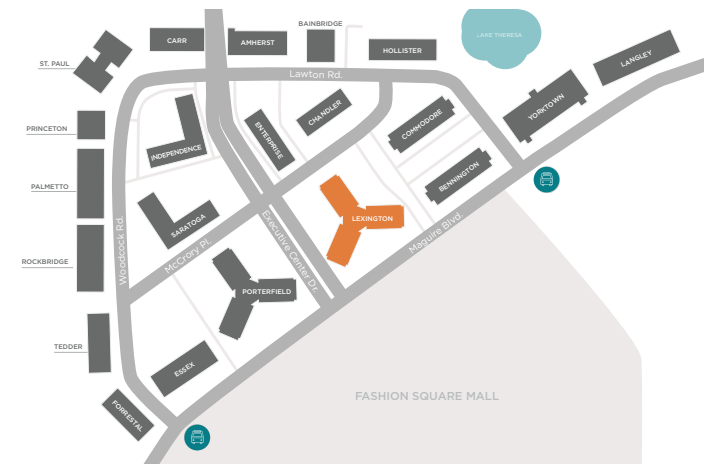 BAINBRIDGE
CARR
AMHERST
HOLLISTER
LAKE THERESA
LANGLEY
ST. PAUL
Lawton Rd.
YORKTOWN
PRINCETON
INDEPENDENCE
ENTERPRISE
CHANDLER
COMMODORE
PALMETTO
BENNINGTON
SARATOGA
LEXINGTON
Woodcock Rd.
McCrory Pl.
Executive Center Dr.
Maguire Blvd.
ROCKBRIDGE
PORTERFIELD
TEDDER
ESSEX
FORRESTAL
FASHION SQUARE MALL